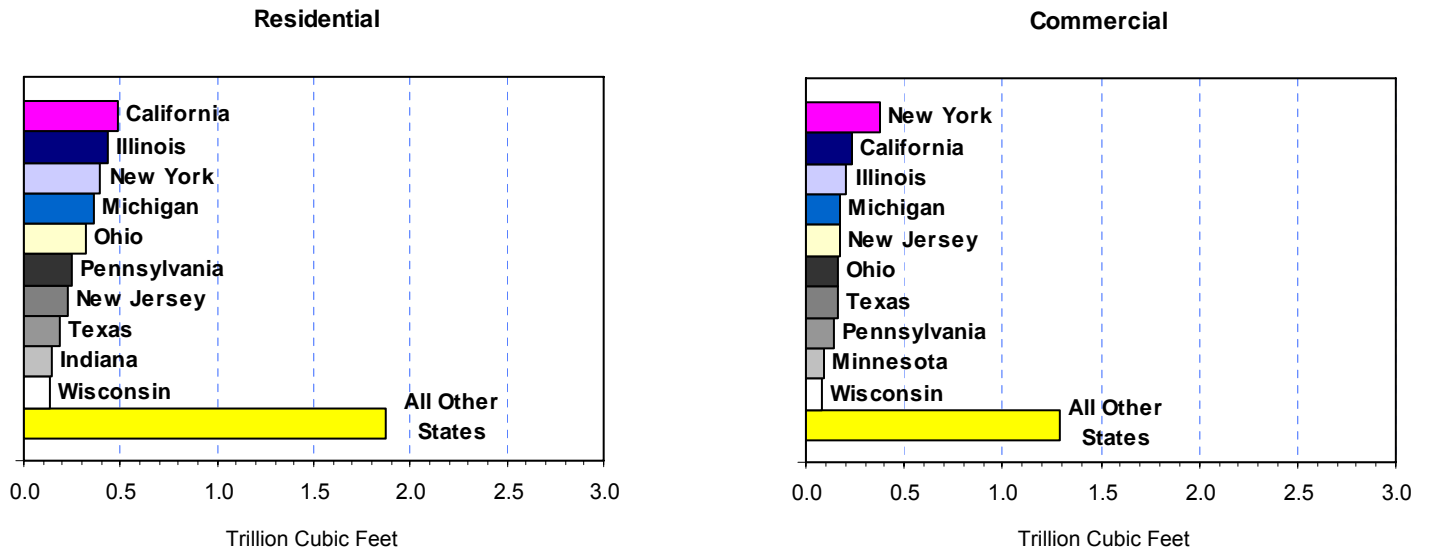 Residential
California
Illinois
New York
Michigan
Ohio
Pennsylvania
New Jersey
Texas
Indiana
Wisconsin
All Other
States
0.0 0.5 1.0 1.5 2.0 2.5 3.0
Trillion Cubic Feet
Commercial
New York
California
Illinois
Michigan
New Jersey
Ohio
Texas
Pennsylvania
Minnesota
Wisconsin
All Other
States
0.0 0.5 1.0 1.5 2.0 2.5 3.0
Trillion Cubic Feet